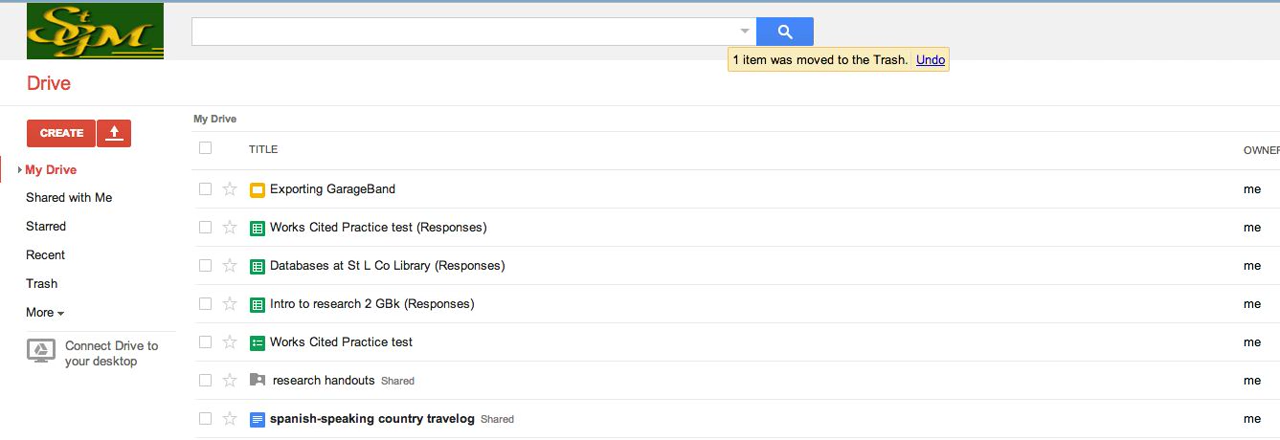 StgM
1 item was moved to the Trash. Undo
Drive
CREATE
My Drive
Shared with Me
Starred
Recent
Trash
More
Connect Drive to
your desktop
My Drive
TITLE OWNER
Exporting GarageBand me
Works Cited Practice test (Responses) me
Databases at St L Co Library (Responses) me
Intro to research 2 GBk (Responses) me
Works Cited Practice test me
research handouts Shared me
spanish-speaking country travelog Shared me